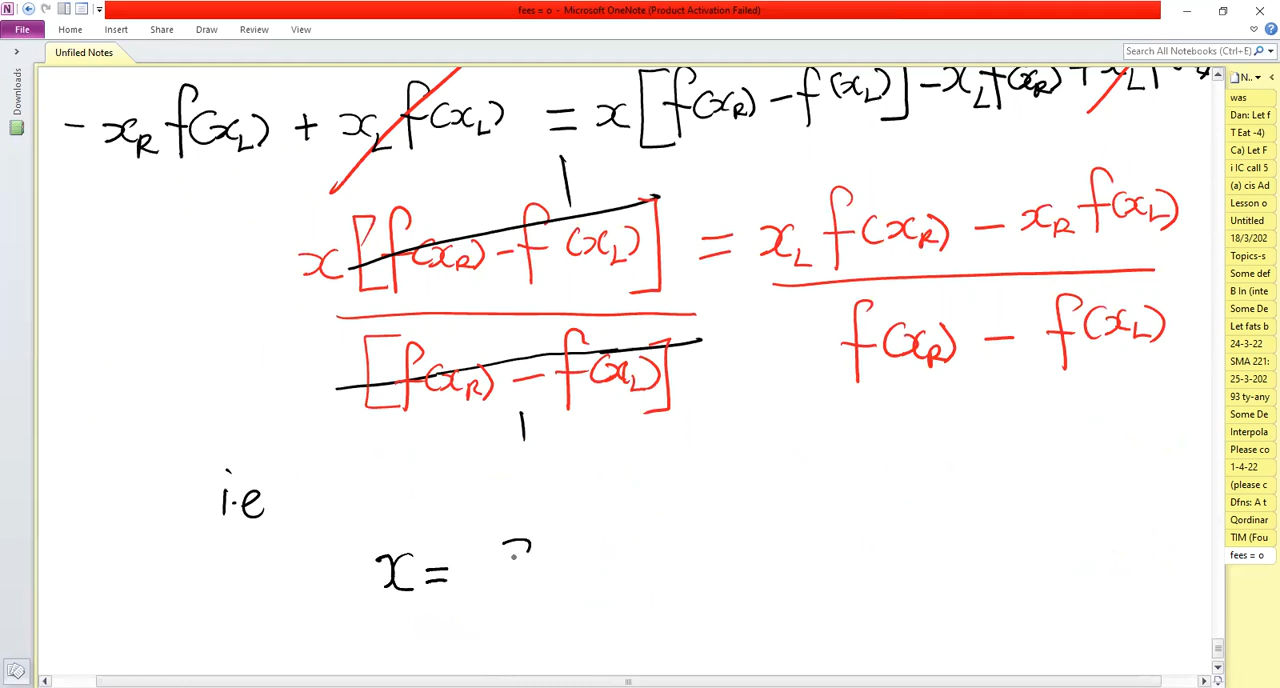 fees = o - Microsoft OneNote (Product Activation Failed)
File Home Insert Share Draw Review View
Unfiled Notes
Search All Notebooks (Ctrl+E)
Downloads
- x_R f(x_L) + x_L f(x_L) = x [f(x_R) - f(x_L)] - x_L f(x_R) +
1
x [f(x_R) - f(x_L)] = x_L f(x_R) - x_R f(x_L)
[f(x_R) - f(x_L)] f(x_R) - f(x_L)
1
i.e
x =
N..
was
Dan: Let f
T Eat -4)
Ca) Let F
i IC call 5
(a) cis Ad
Lesson o
Untitled
18/3/202
Topics-s
Some def
B In (inte
Some De
Let fats b
24-3-22
SMA 221:
25-3-202
93 ty-any
Some De
Interpola
Please co
1-4-22
(please c
Dfns: A t
Qordinar
TIM (Fou
fees = o